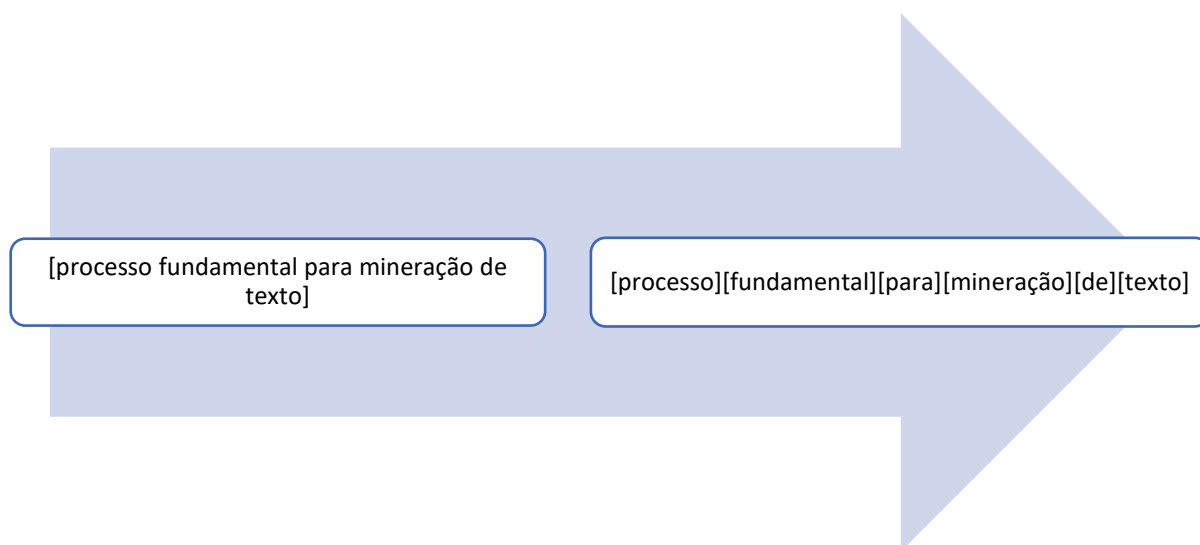 [processo fundamental para mineração de
texto]
[processo][fundamental][para][mineração][de][texto]